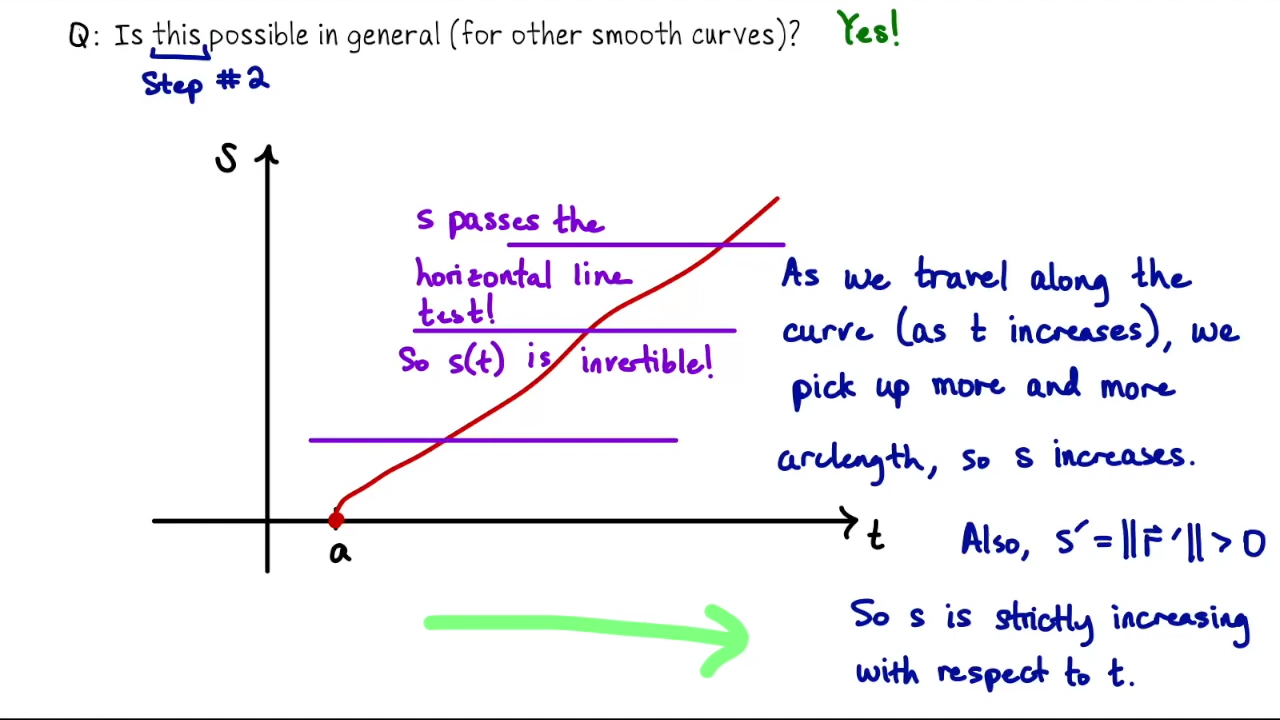 Q: Is this possible in general (for other smooth curves)? Yes!
Step #2
s
s passes the
horizontal line
test!
So s(t) is invertible!
As we travel along the
curve (as t increases), we
pick up more and more
arclength, so s increases.
a
t
Also, s′ = ‖r⃗ ′‖ > 0
So s is strictly increasing
with respect to t.